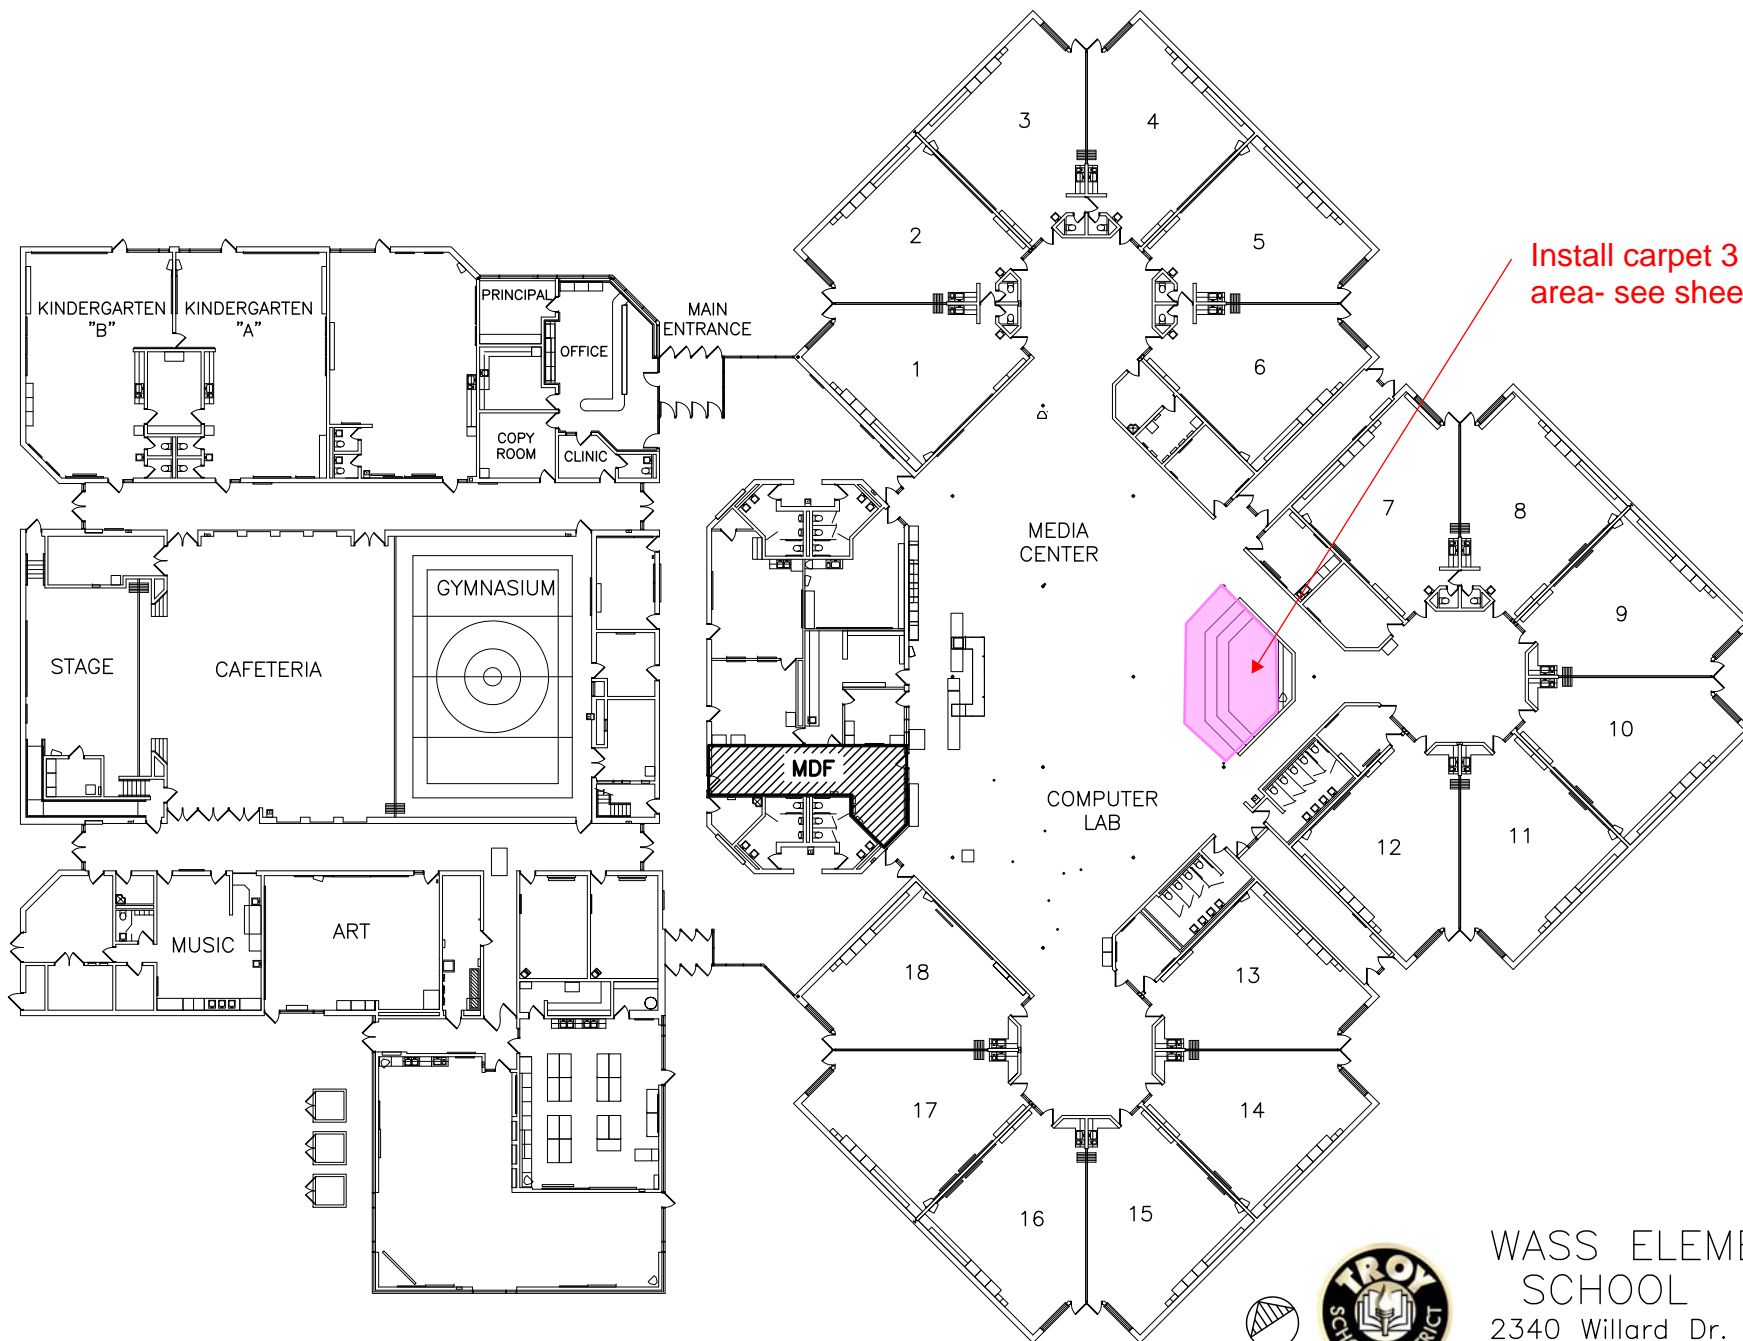 3
4
2
5
Install carpet 3
area- see shee
PRINCIPAL
KINDERGARTEN
"B"
KINDERGARTEN
"A"
MAIN
ENTRANCE
OFFICE
1
6
COPY
ROOM
CLINIC
7
8
MEDIA
CENTER
GYMNASIUM
9
STAGE
CAFETERIA
10
MDF
COMPUTER
LAB
12
11
MUSIC
ART
18
13
17
14
16
15
WASS ELEME
SCHOOL
2340 Willard Dr.
TROY